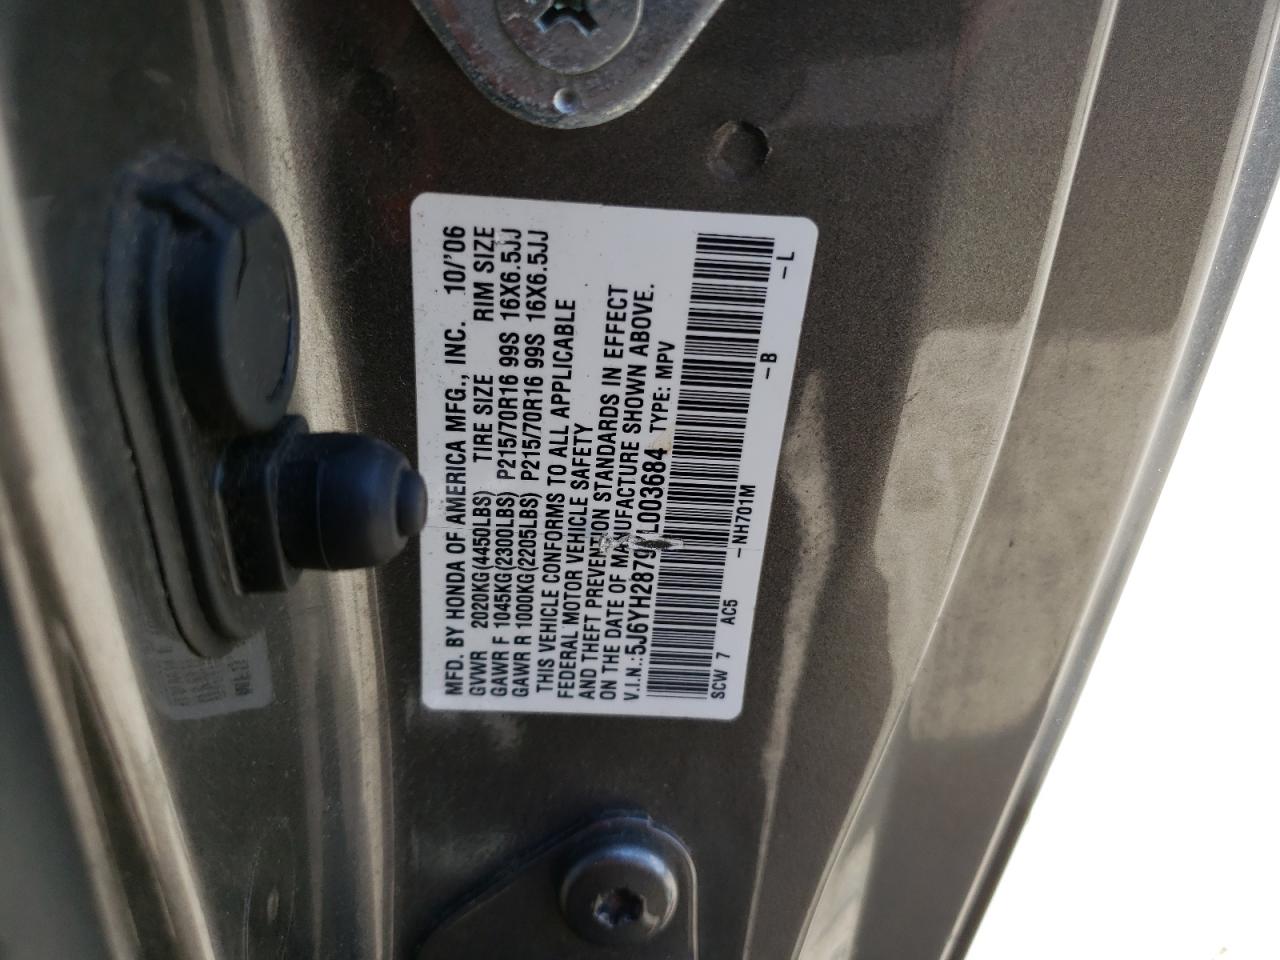 MFD. BY HONDA OF AMERICA MFG., INC. 10/'06
GVWR 2020KG(4450LBS) TIRE SIZE RIM SIZE
GAWR F 1045KG(2300LBS) P215/70R16 99S 16X6.5JJ
GAWR R 1000KG(2205LBS) P215/70R16 99S 16X6.5JJ
THIS VEHICLE CONFORMS TO ALL APPLICABLE
FEDERAL MOTOR VEHICLE SAFETY
AND THEFT PREVENTION STANDARDS IN EFFECT
ON THE DATE OF MANUFACTURE SHOWN ABOVE.
V.I.N.: TYPE: MPV
SCW 7 AC5 -NH701M -B -L